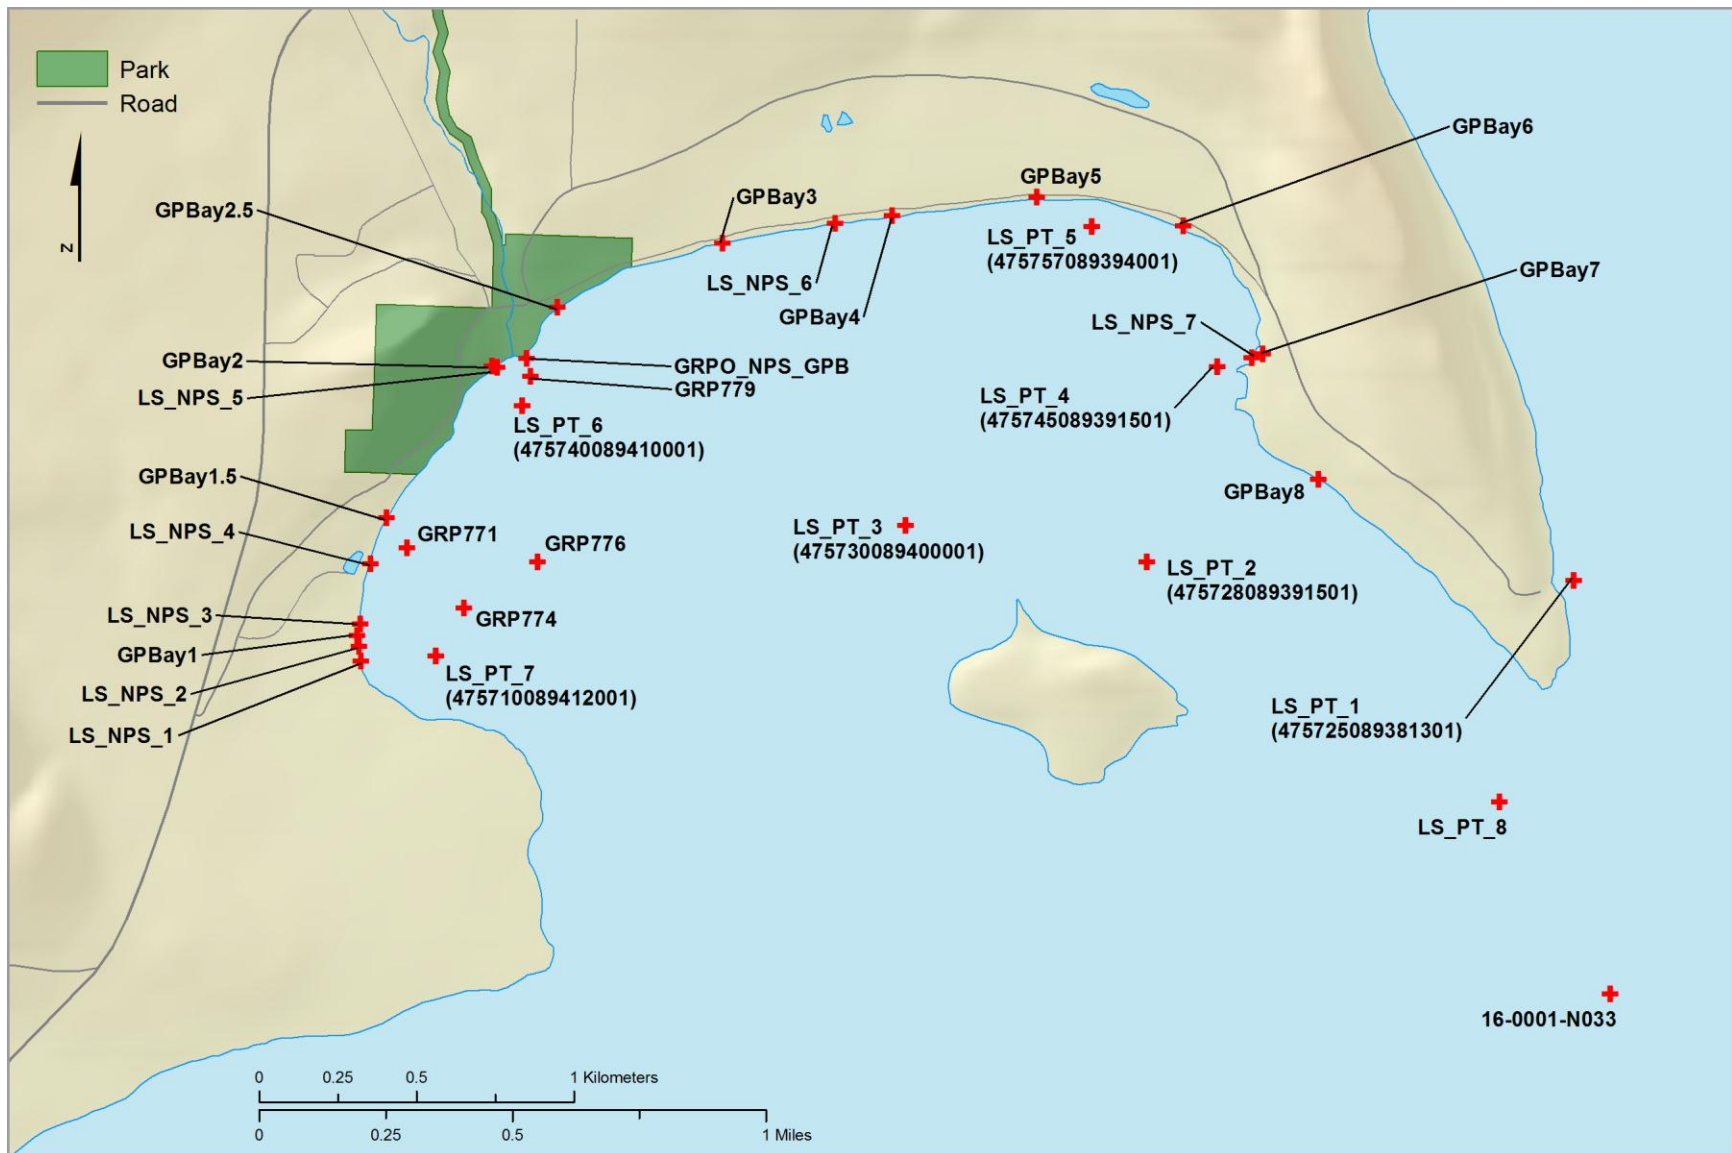 Park
Road
N
GPBay6
GPBay5
GPBay3
GPBay2.5
LS_PT_5
(475757089394001)
GPBay7
LS_NPS_6
GPBay4
LS_NPS_7
GPBay2
GRPO_NPS_GPB
GRP779
LS_NPS_5
LS_PT_4
(475745089391501)
LS_PT_6
(475740089410001)
GPBay1.5
GPBay8
LS_NPS_4
GRP771
GRP776
LS_PT_3
(475730089400001)
LS_PT_2
(475728089391501)
LS_NPS_3
GRP774
GPBay1
LS_PT_7
(475710089412001)
LS_NPS_2
LS_NPS_1
LS_PT_1
(475725089381301)
LS_PT_8
16-0001-N033
0 0.25 0.5 1 Kilometers
0 0.25 0.5 1 Miles